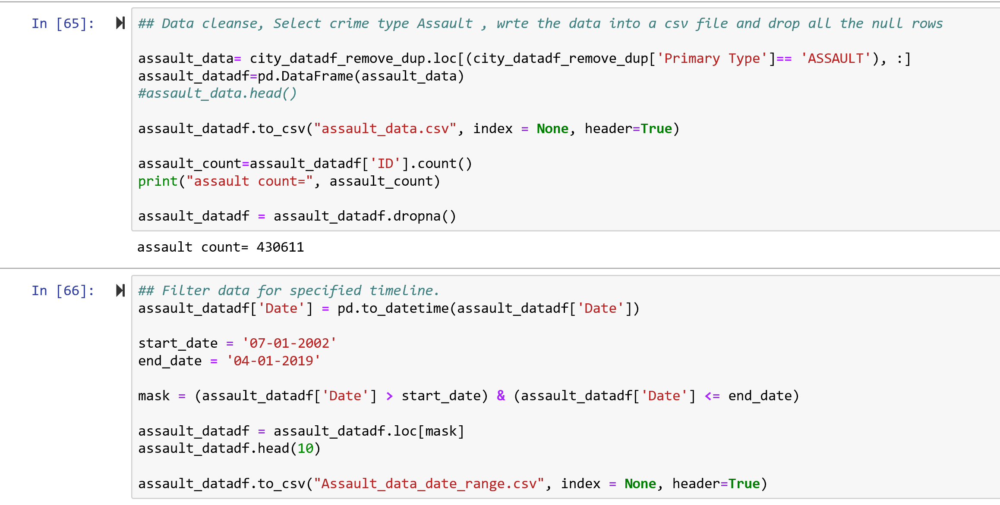 In [65]:
## Data cleanse, Select crime type Assault , wrte the data into a csv file and drop all the null rows
assault_data= city_datadf_remove_dup.loc[(city_datadf_remove_dup['Primary Type']== 'ASSAULT'), :]
assault_datadf=pd.DataFrame(assault_data)
#assault_data.head()
assault_datadf.to_csv("assault_data.csv", index = None, header=True)
assault_count=assault_datadf['ID'].count()
print("assault count=", assault_count)
assault_datadf = assault_datadf.dropna()
assault count= 430611
In [66]:
## Filter data for specified timeline.
assault_datadf['Date'] = pd.to_datetime(assault_datadf['Date'])
start_date = '07-01-2002'
end_date = '04-01-2019'
mask = (assault_datadf['Date'] > start_date) & (assault_datadf['Date'] <= end_date)
assault_datadf = assault_datadf.loc[mask]
assault_datadf.head(10)
assault_datadf.to_csv("Assault_data_date_range.csv", index = None, header=True)